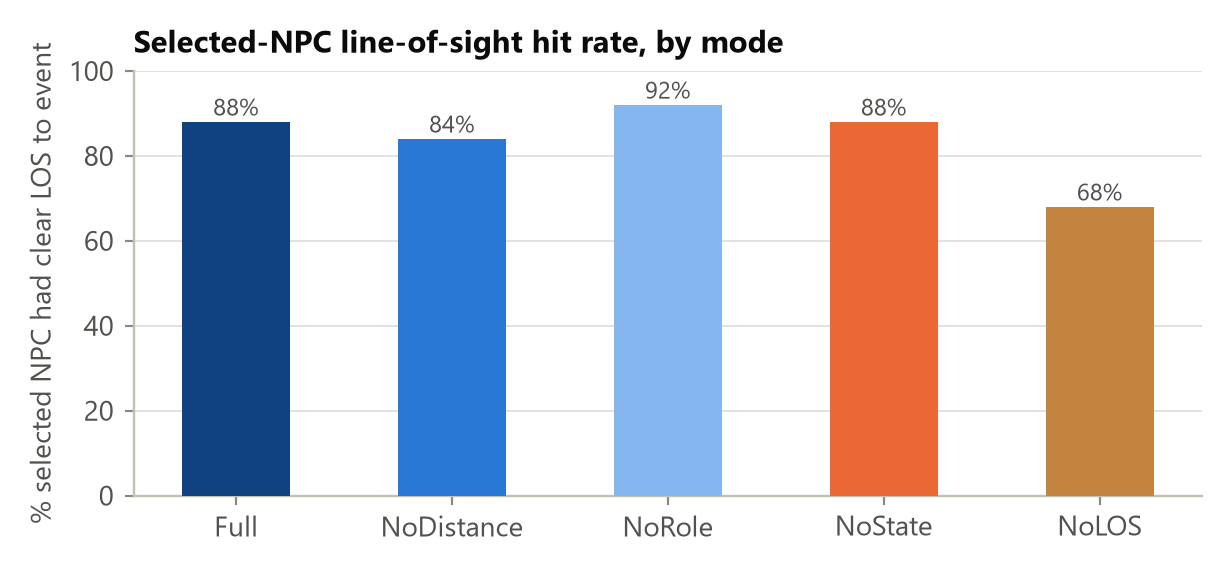 Selected-NPC line-of-sight hit rate, by mode
% selected NPC had clear LOS to event
100
80
60
40
20
0
88%
84%
92%
88%
68%
Full
NoDistance
NoRole
NoState
NoLOS